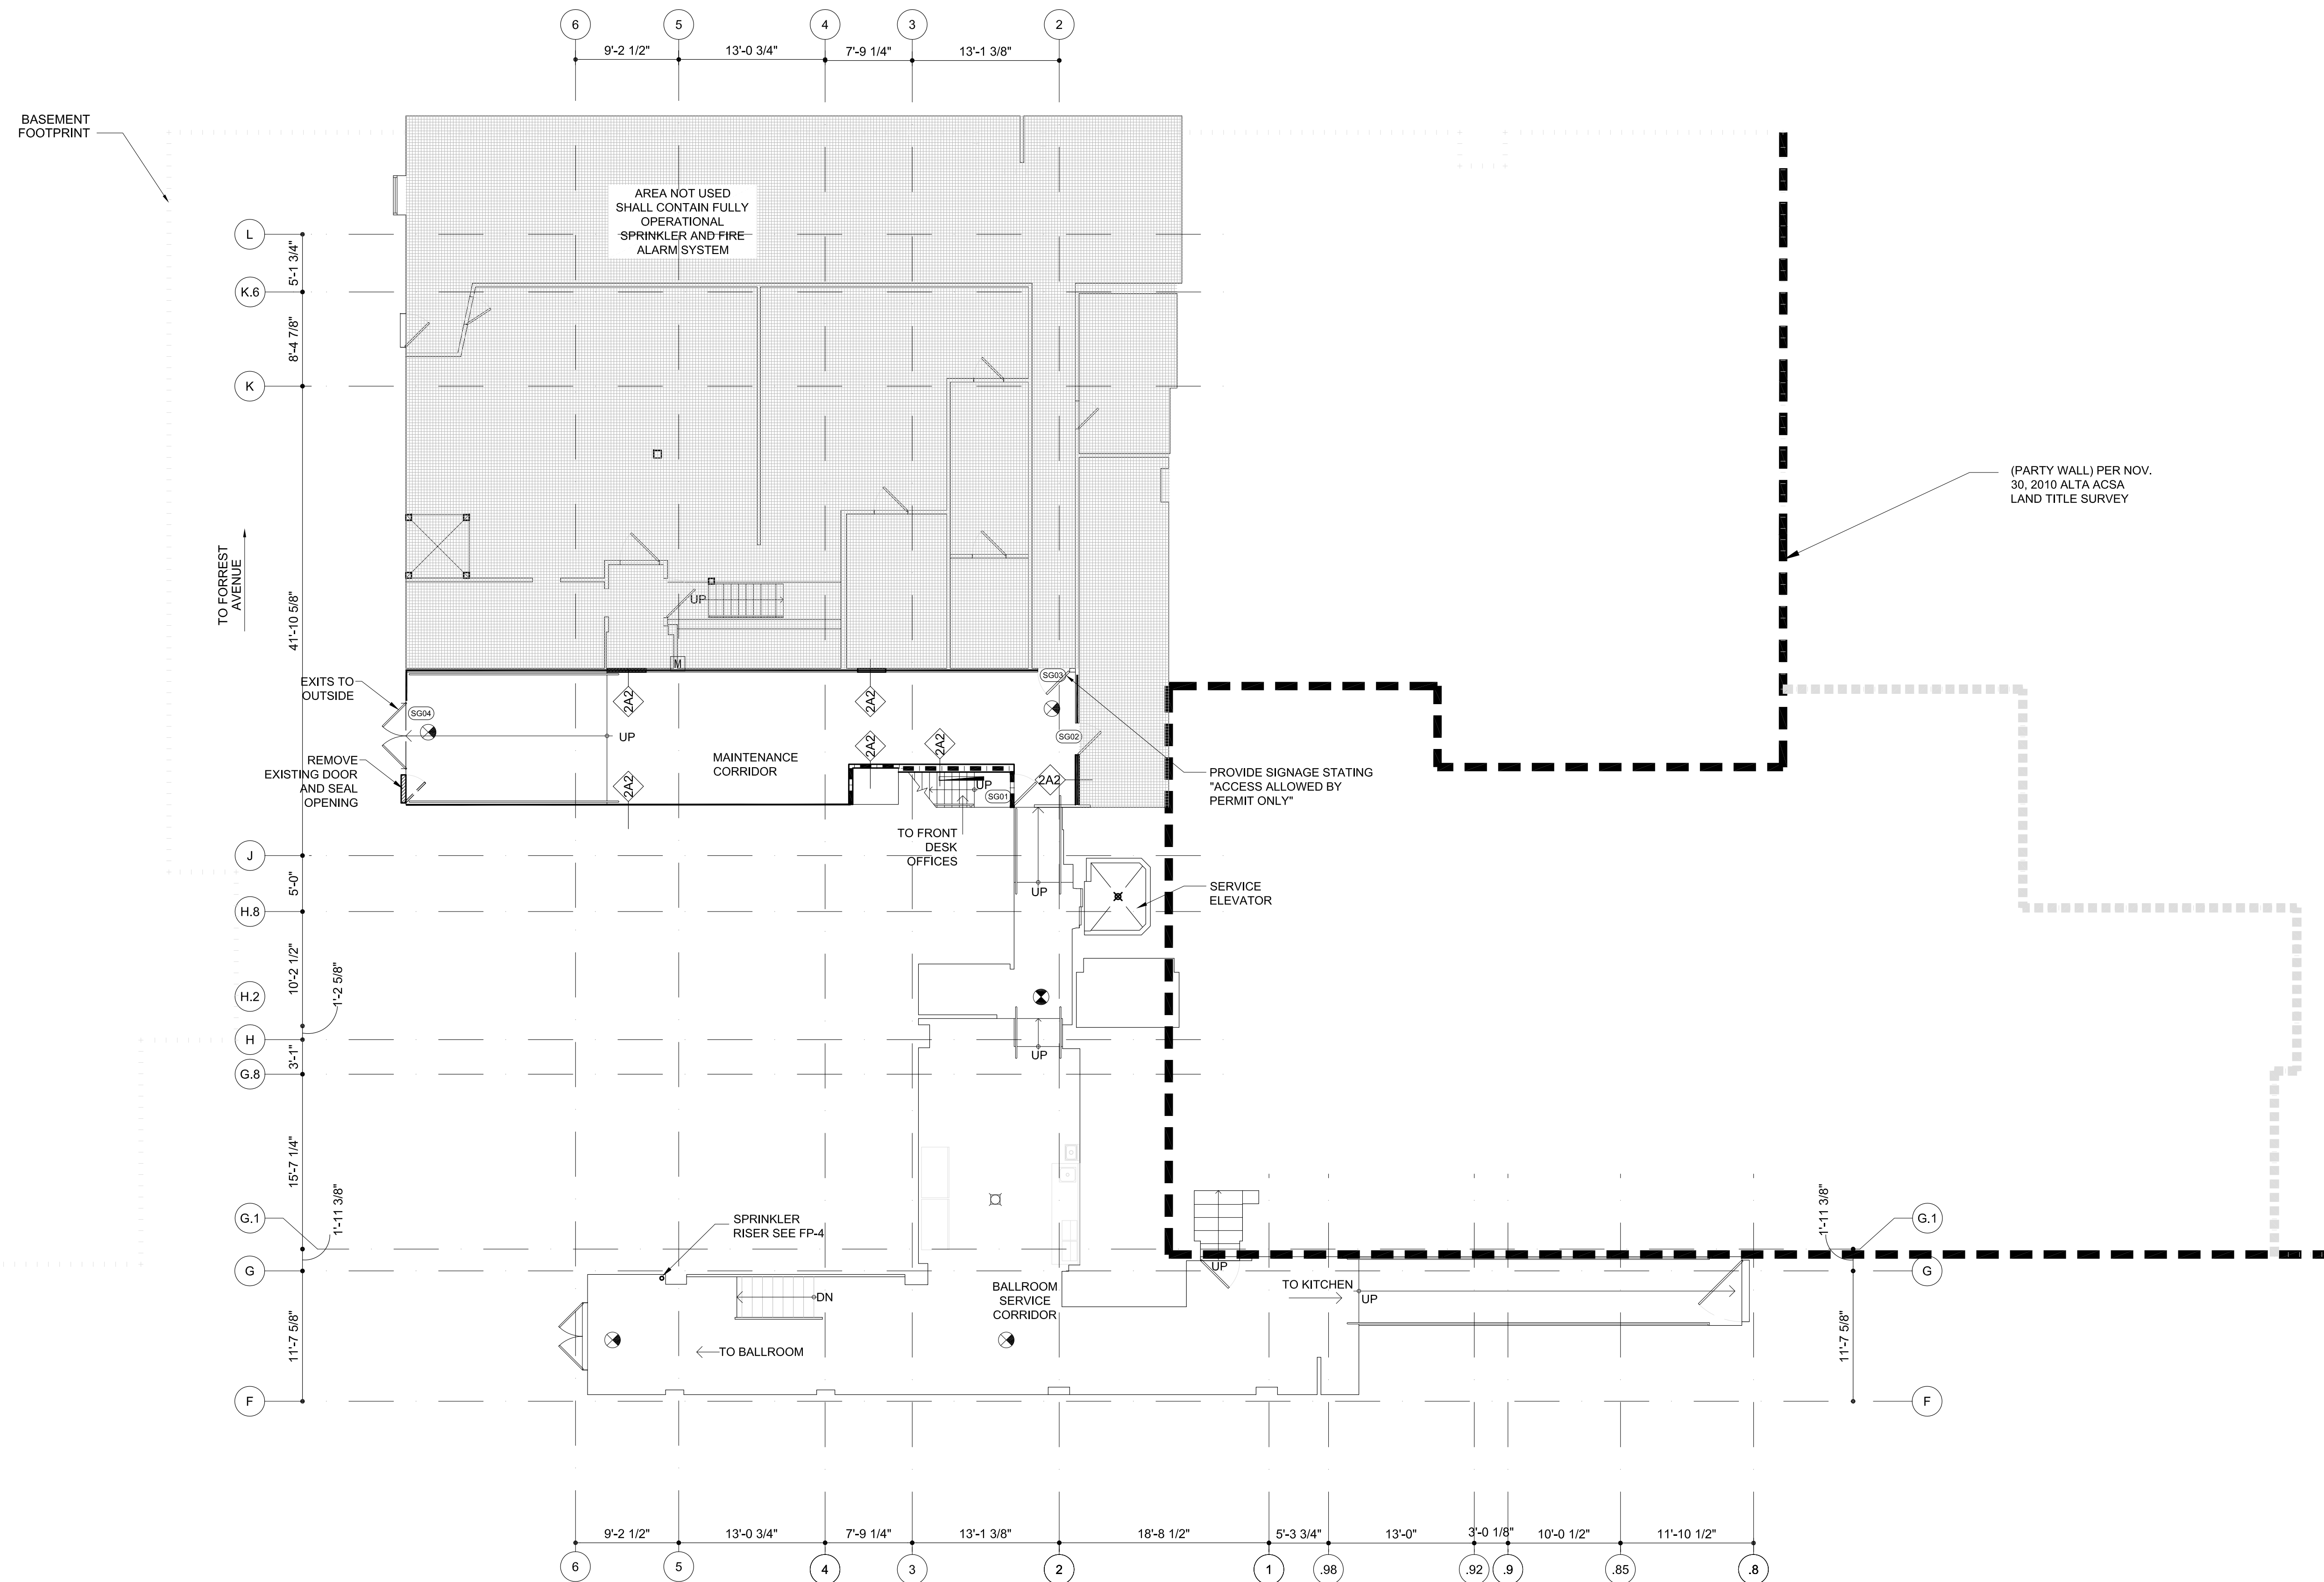 6
5
4
3
2
9'-2 1/2"
13'-0 3/4"
7'-9 1/4"
13'-1 3/8"
BASEMENT
FOOTPRINT
AREA NOT USED
SHALL CONTAIN FULLY
OPERATIONAL
SPRINKLER AND FIRE
ALARM SYSTEM
L
5'-1 3/4"
K.6
8'-4 7/8"
K
(PARTY WALL) PER NOV.
30, 2010 ALTA ACSA
LAND TITLE SURVEY
TO FORREST
AVENUE
41'-10 5/8"
UP
M
EXITS TO
OUTSIDE
SG04
2A2
2A2
SG03
SG02
UP
MAINTENANCE
CORRIDOR
2A2
2A2
REMOVE
EXISTING DOOR
AND SEAL
OPENING
2A2
2A2
UP
SG01
PROVIDE SIGNAGE STATING
"ACCESS ALLOWED BY
PERMIT ONLY"
TO FRONT
DESK
OFFICES
J
5'-0"
UP
SERVICE
ELEVATOR
H.8
10'-2 1/2"
1'-2 5/8"
H.2
H
3'-1"
UP
G.8
15'-7 1/4"
1'-11 3/8"
G.1
SPRINKLER
RISER SEE FP-4
1'-11 3/8"
G.1
G
UP
G
DN
BALLROOM
SERVICE
CORRIDOR
TO KITCHEN
UP
11'-7 5/8"
TO BALLROOM
11'-7 5/8"
F
F
9'-2 1/2"
13'-0 3/4"
7'-9 1/4"
13'-1 3/8"
18'-8 1/2"
5'-3 3/4"
13'-0"
3'-0 1/8"
10'-0 1/2"
11'-10 1/2"
6
5
4
3
2
1
.98
.92
.9
.85
.8